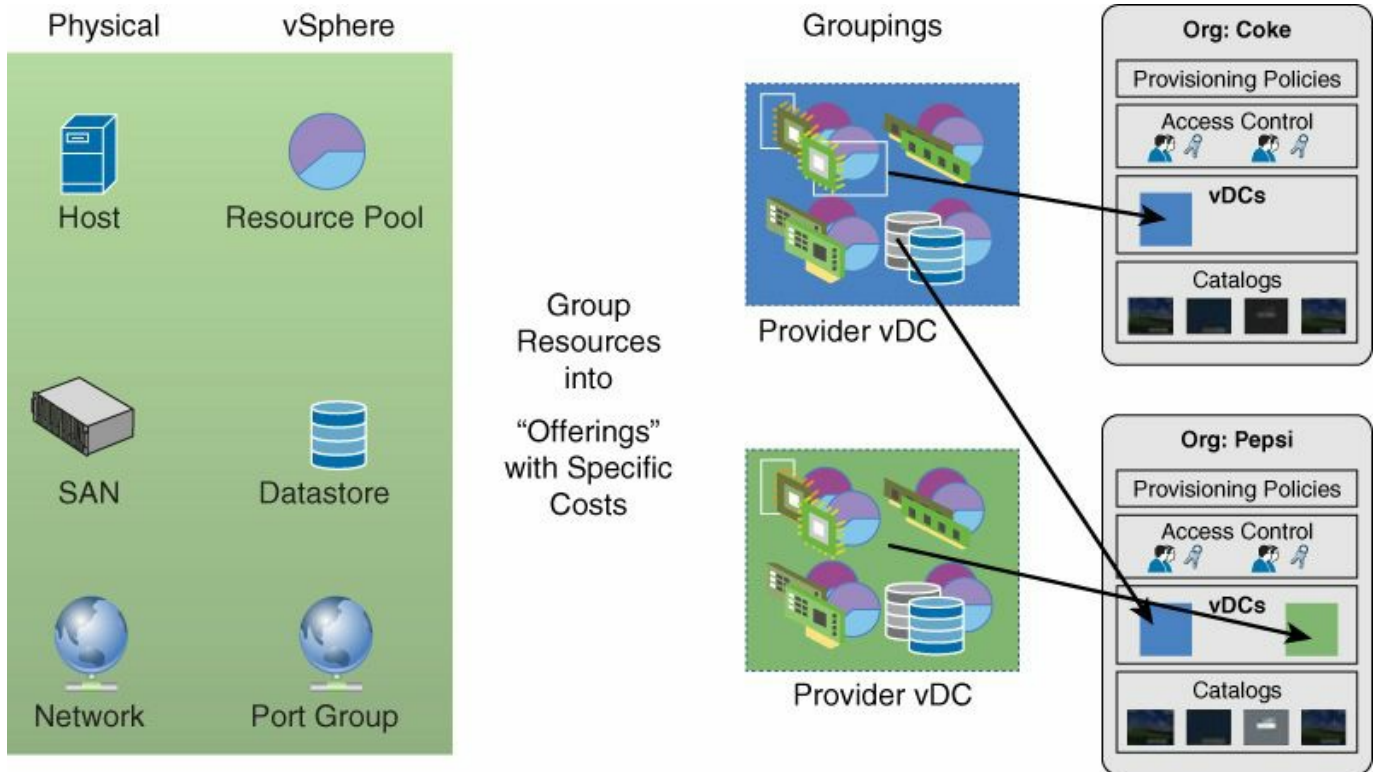 Physical
vSphere
Host
Resource Pool
SAN
Datastore
Network
Port Group
Group
Resources
into
“Offerings”
with Specific
Costs
Groupings
Provider vDC
Provider vDC
Org: Coke
Provisioning Policies
Access Control
vDCs
Catalogs
Org: Pepsi
Provisioning Policies
Access Control
vDCs
Catalogs